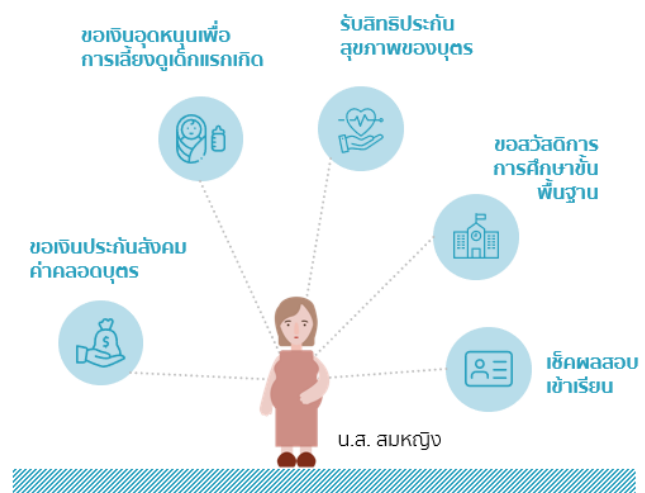 ขอเงินอุดหนุนเพื่อ
การเลี้ยงดูเด็กแรกเกิด
รับสิทธิประกัน
สุขภาพของบุตร
ขอสวัสดิการ
การศึกษาขั้น
พื้นฐาน
ขอเงินประกันสังคม
ค่าคลอดบุตร
$
เช็คผลสอบ
เข้าเรียน
น.ส. สมหญิง